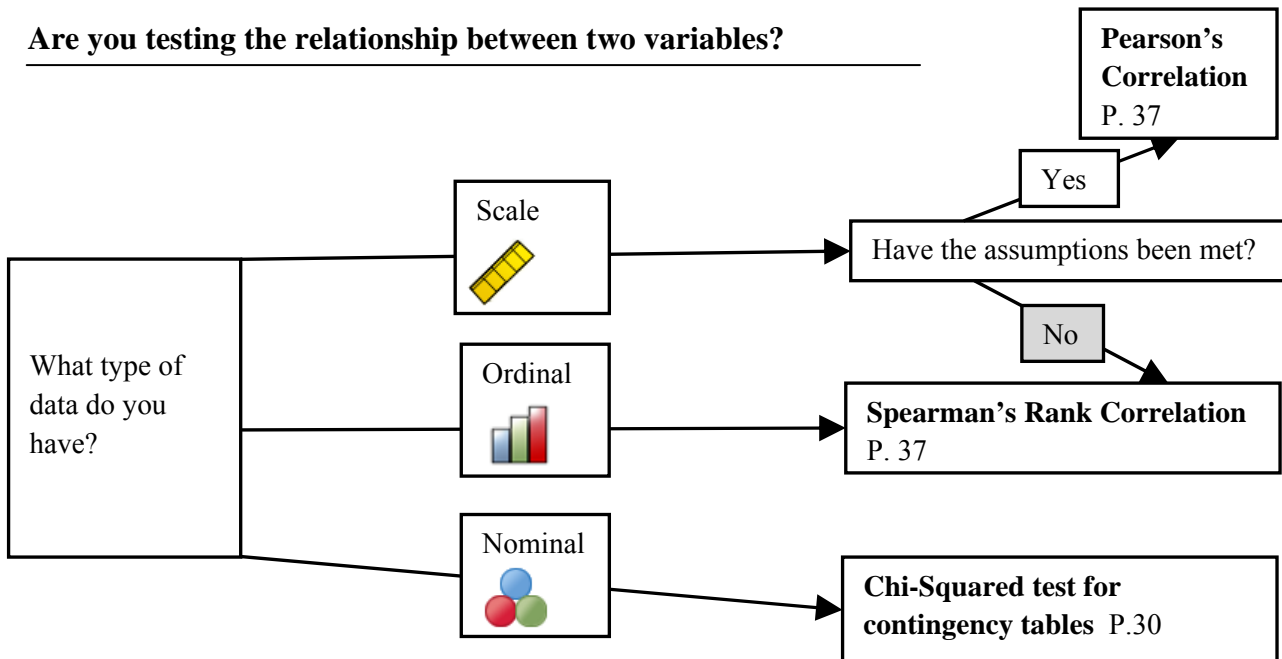 Are you testing the relationship between two variables?
Pearson's
Correlation
P. 37
Yes
Scale
Have the assumptions been met?
No
What type of
data do you
have?
Ordinal
Spearman's Rank Correlation
P. 37
Nominal
Chi-Squared test for
contingency tables P.30